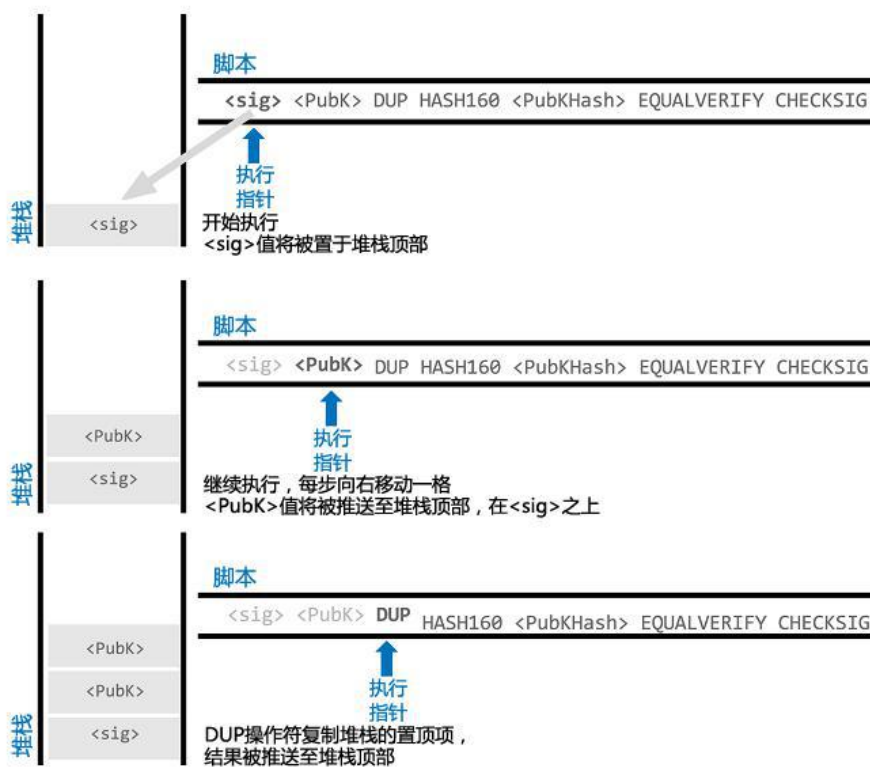 脚本
<sig> <PubK> DUP HASH160 <PubKHash> EQUALVERIFY CHECKSIG
执行
指针
堆栈
<sig>
开始执行
<sig>值将被置于堆栈顶部
脚本
<sig> <PubK> DUP HASH160 <PubKHash> EQUALVERIFY CHECKSIG
执行
指针
堆栈
<PubK>
<sig>
继续执行，每步向右移动一格
<PubK>值将被推送至堆栈顶部，在<sig>之上
脚本
<sig> <PubK> DUP HASH160 <PubKHash> EQUALVERIFY CHECKSIG
执行
指针
堆栈
<PubK>
<PubK>
<sig>
DUP操作符复制堆栈的置顶项，
结果被推送至堆栈顶部